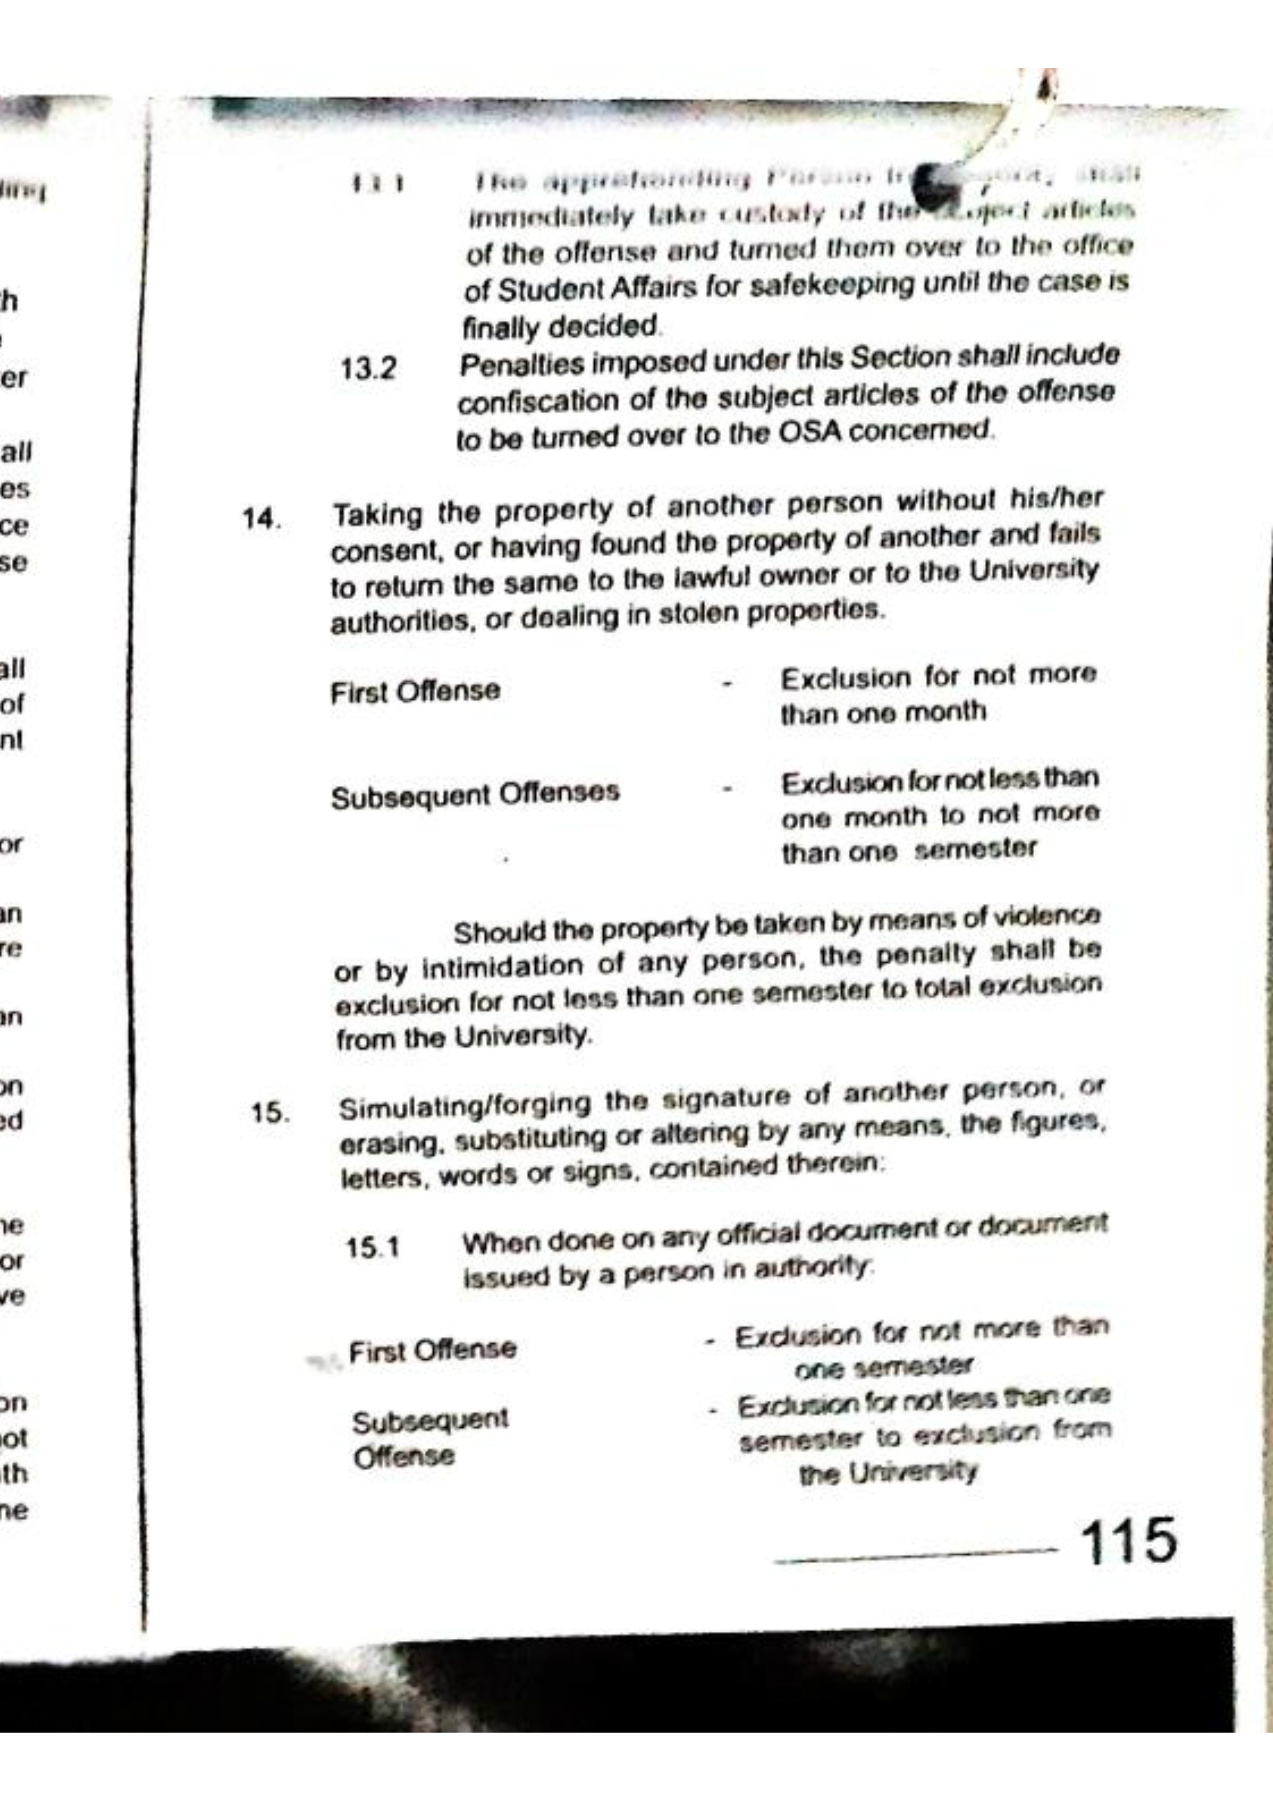 ding
h
er
all
es
ce
se
all
of
nt
or
an
re
an
on
ed
ne
or
ve
on
not
th
ne
13.1 The apprehending Person shall
immediately take custody of the articles
of the offense and turned them over to the office
of Student Affairs for safekeeping until the case is
finally decided.
13.2 Penalties imposed under this Section shall include
confiscation of the subject articles of the offense
to be turned over to the OSA concerned.
14. Taking the property of another person without his/her
consent, or having found the property of another and fails
to return the same to the lawful owner or to the University
authorities, or dealing in stolen properties.
First Offense - Exclusion for not more
than one month
Subsequent Offenses - Exclusion for not less than
one month to not more
than one semester
Should the property be taken by means of violence
or by intimidation of any person, the penalty shall be
exclusion for not less than one semester to total exclusion
from the University.
15. Simulating/forging the signature of another person, or
erasing, substituting or altering by any means, the figures,
letters, words or signs, contained therein:
15.1 When done on any official document or document
issued by a person in authority:
First Offense - Exclusion for not more than
one semester
Subsequent - Exclusion for not less than one
Offense semester to exclusion from
the University
115